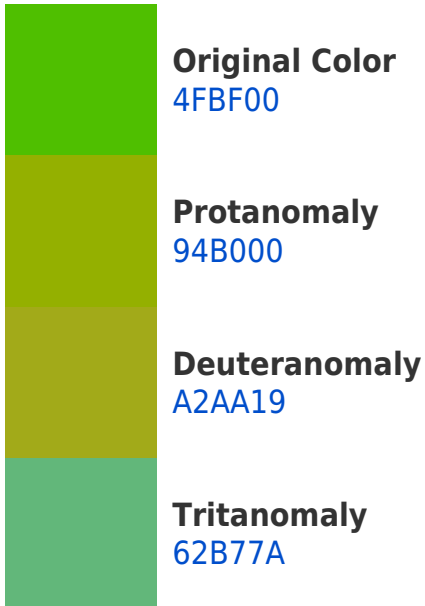 Original Color
4FBF00
Protanomaly
94B000
Deuteranomaly
A2AA19
Tritanomaly
62B77A